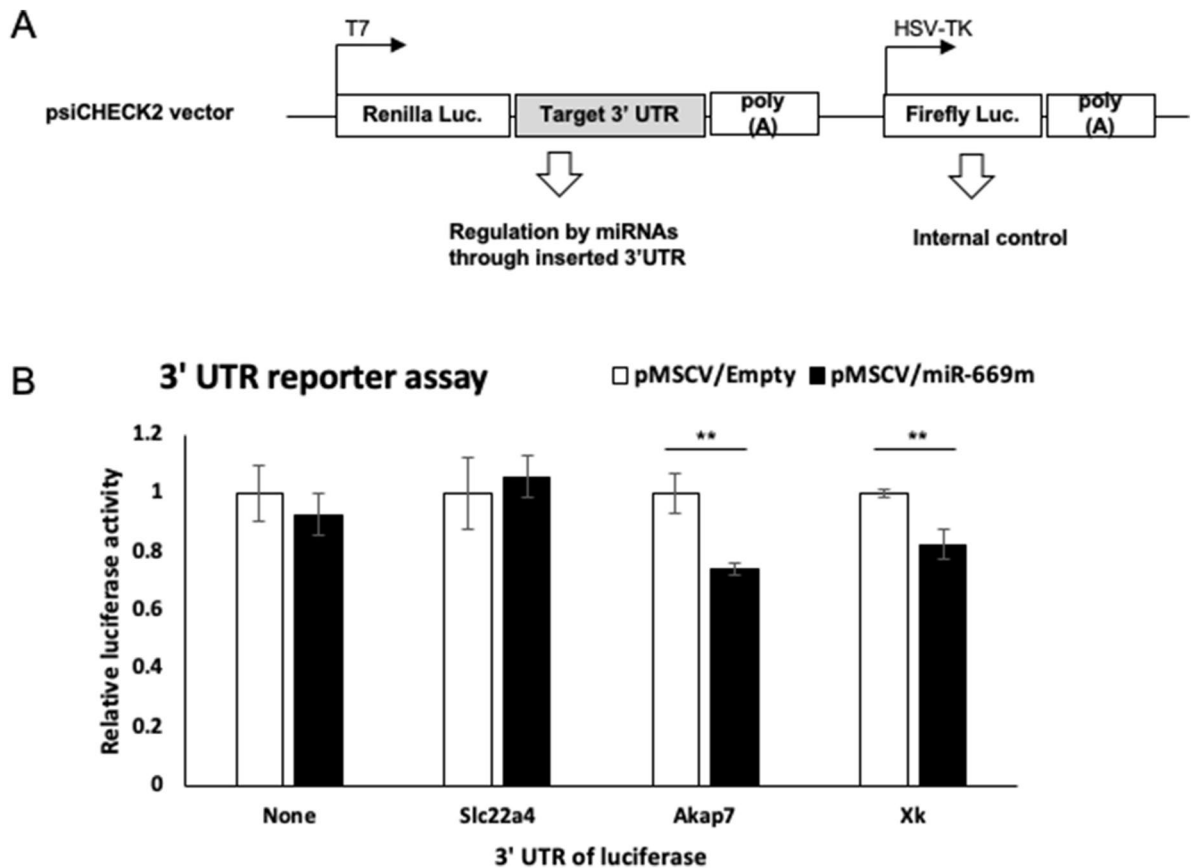 A
T7
HSV-TK
psiCHECK2 vector
Renilla Luc.
Target 3' UTR
poly
(A)
Firefly Luc.
poly
(A)
Regulation by miRNAs
through inserted 3'UTR
Internal control
B
3' UTR reporter assay
pMSCV/Empty
pMSCV/miR-669m
1.2
1
0.8
0.6
0.4
0.2
0
Relative luciferase activity
**
**
None
Slc22a4
Akap7
Xk
3' UTR of luciferase